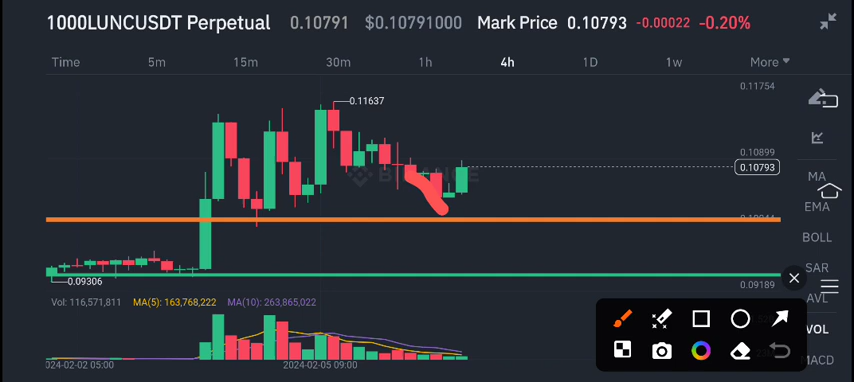 1000LUNCUSDT Perpetual 0.10791 $0.10791000 Mark Price 0.10793 -0.00022 -0.20%
Time 5m 15m 30m 1h 4h 1D 1w More
0.11754
0.11637
0.10899
0.10793
BINANCE
MA
EMA
BOLL
SAR
0.09306
0.09189
AVL
Vol: 116,571,811 MA(5): 163,768,222 MA(10): 263,865,022
VOL
MACD
2024-02-02 05:00 2024-02-05 09:00